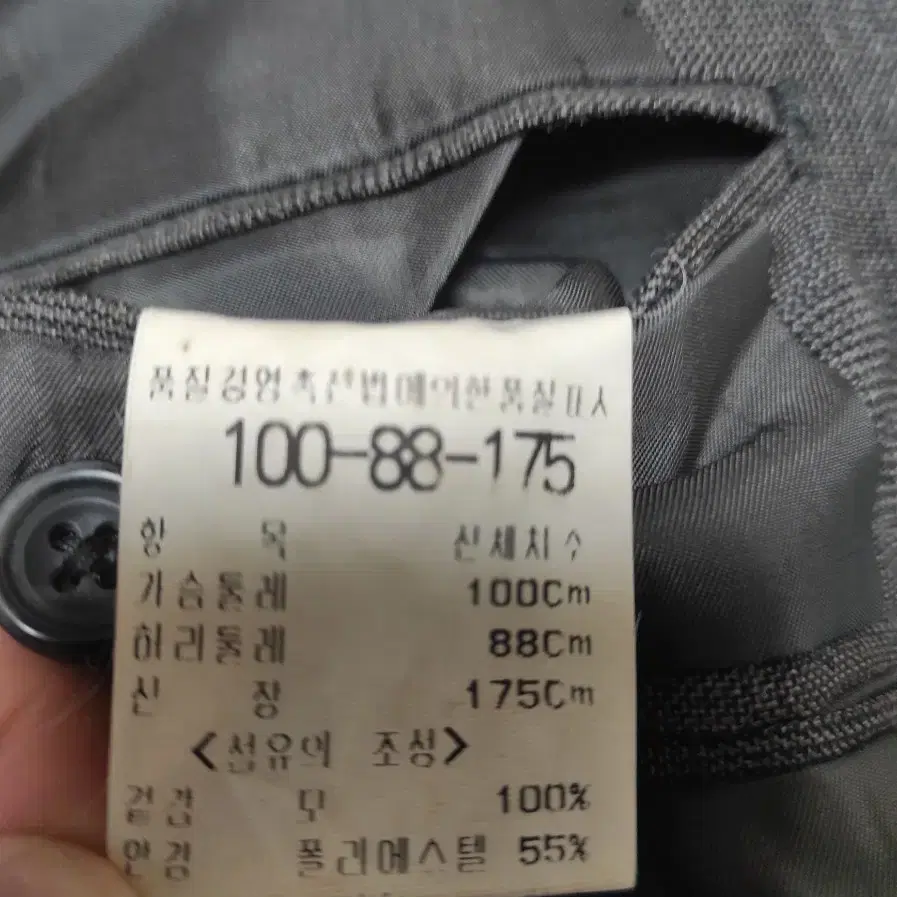 품질경영촉진법에의한품질표시
100-88-175
항 목 신체치수
가슴둘레 100Cm
허리둘레 88Cm
신 장 175Cm
<섬유의 조성>
겉감 모 100%
안감 폴리에스텔 55%